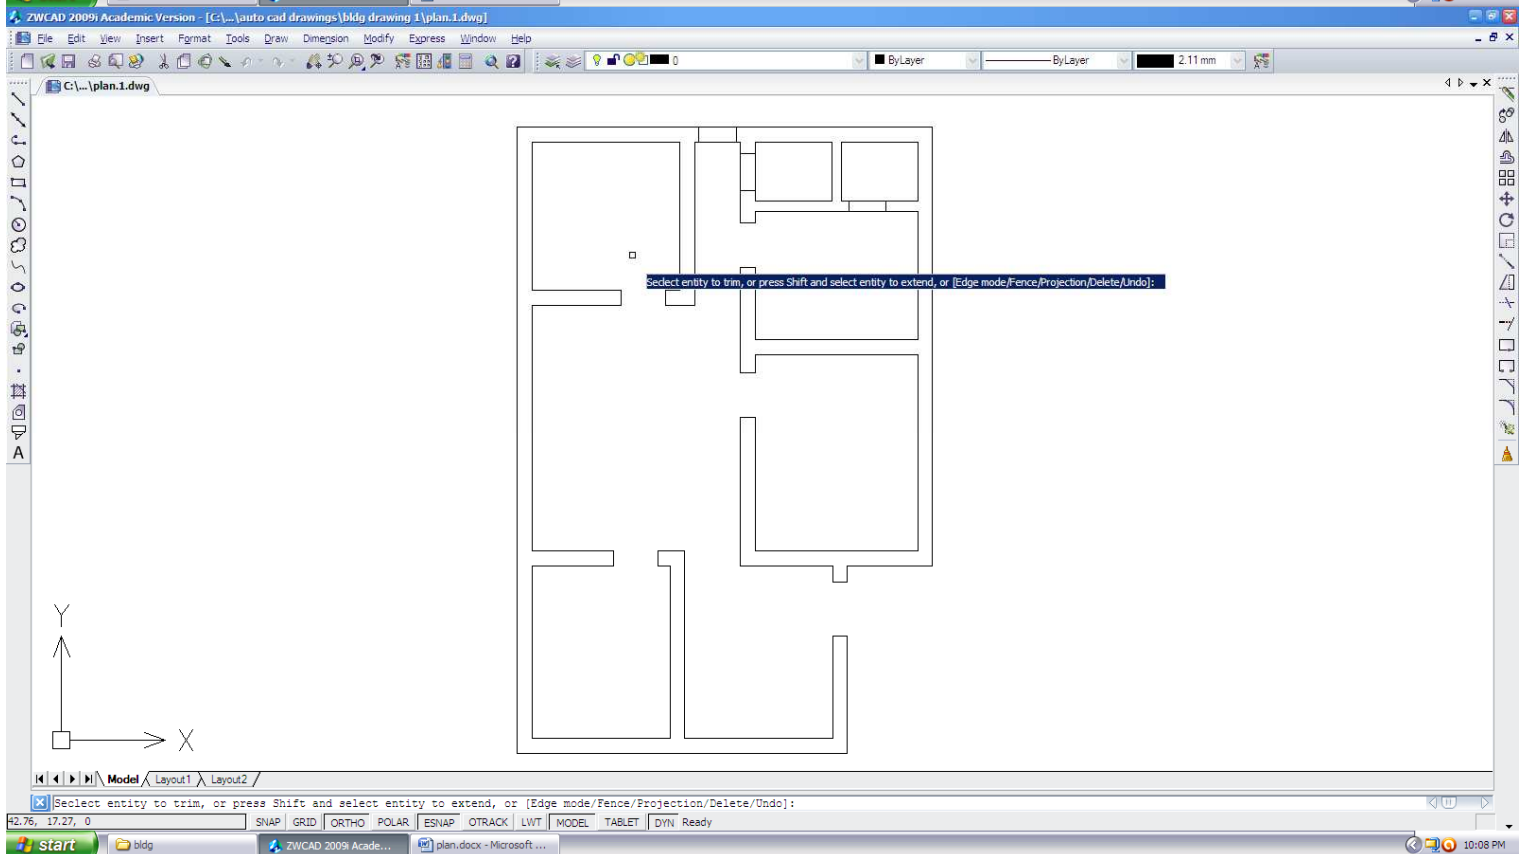 ZWCAD 2009i Academic Version - [C:\...\auto cad drawings\bldg drawing 1\plan.1.dwg]
File Edit View Insert Format Tools Draw Dimension Modify Express Window Help
0 ByLayer ByLayer 2.11 mm
C:\...\plan.1.dwg
A
Seclect entity to trim, or press Shift and select entity to extend, or [Edge mode/Fence/Projection/Delete/Undo]:
Y
X
Model Layout1 Layout2
Seclect entity to trim, or press Shift and select entity to extend, or [Edge mode/Fence/Projection/Delete/Undo]:
42.76, 17.27, 0 SNAP GRID ORTHO POLAR ESNAP OTRACK LWT MODEL TABLET DYN Ready
start bldg ZWCAD 2009i Acade... plan.docx - Microsoft ... 10:08 PM